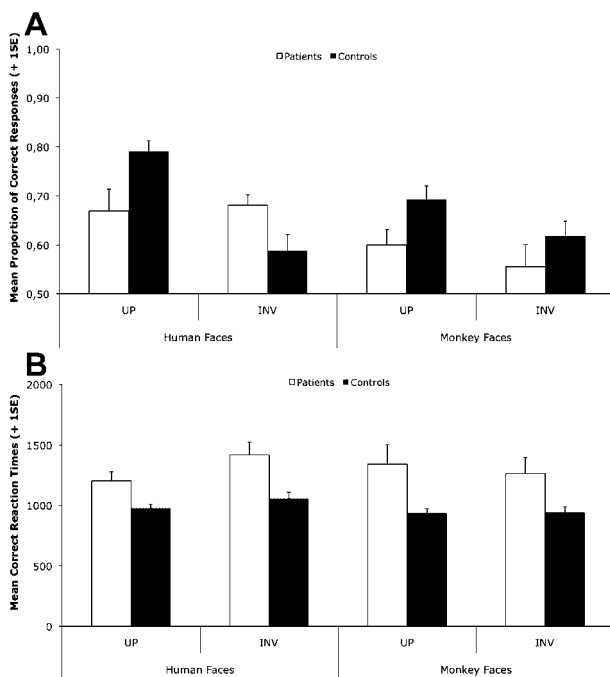 A
Mean Proportion of Correct Responses (+ 1SE)
Patients Controls
1,00
0,90
0,80
0,70
0,60
0,50
UP INV UP INV
Human Faces Monkey Faces
B
Mean Correct Reaction Times (+ 1SE)
Patients Controls
2000
1500
1000
500
0
UP INV UP INV
Human Faces Monkey Faces